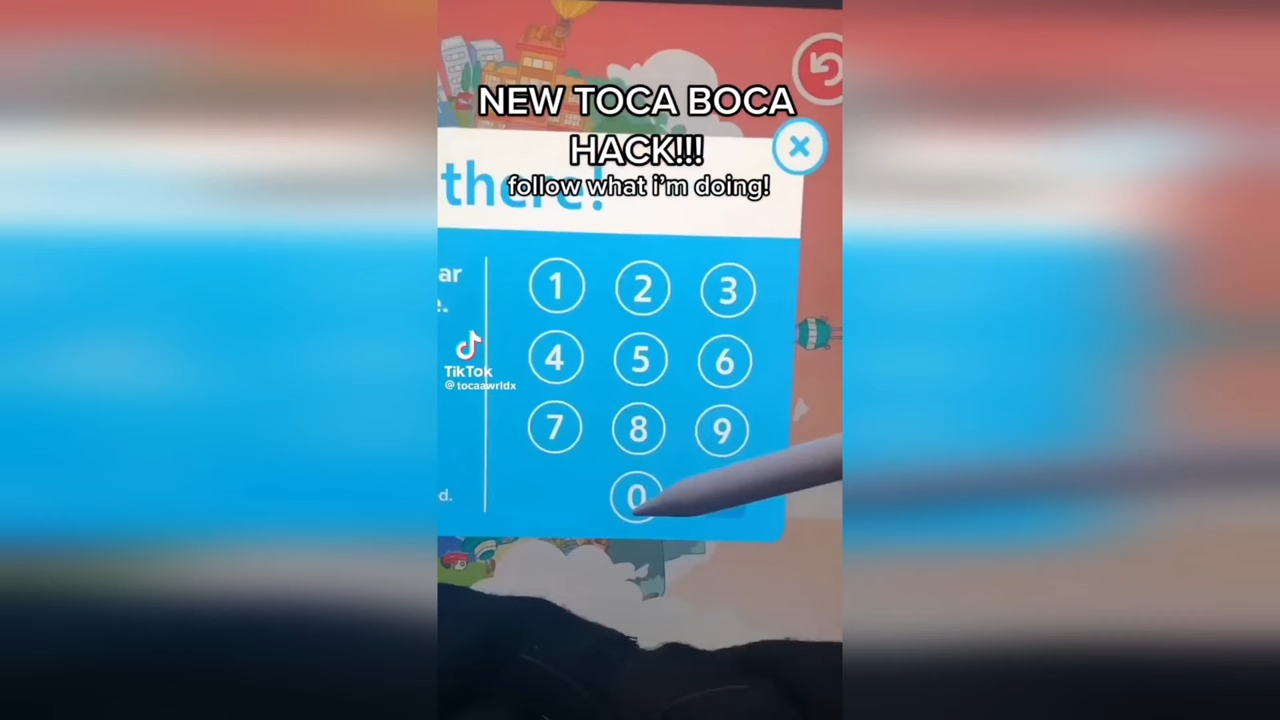 NEW TOCA BOCA
HACK!!!
there!
follow what i'm doing!
ar
e.
1 2 3
4 5 6
7 8 9
0
d.
TikTok
@tocaawrldx